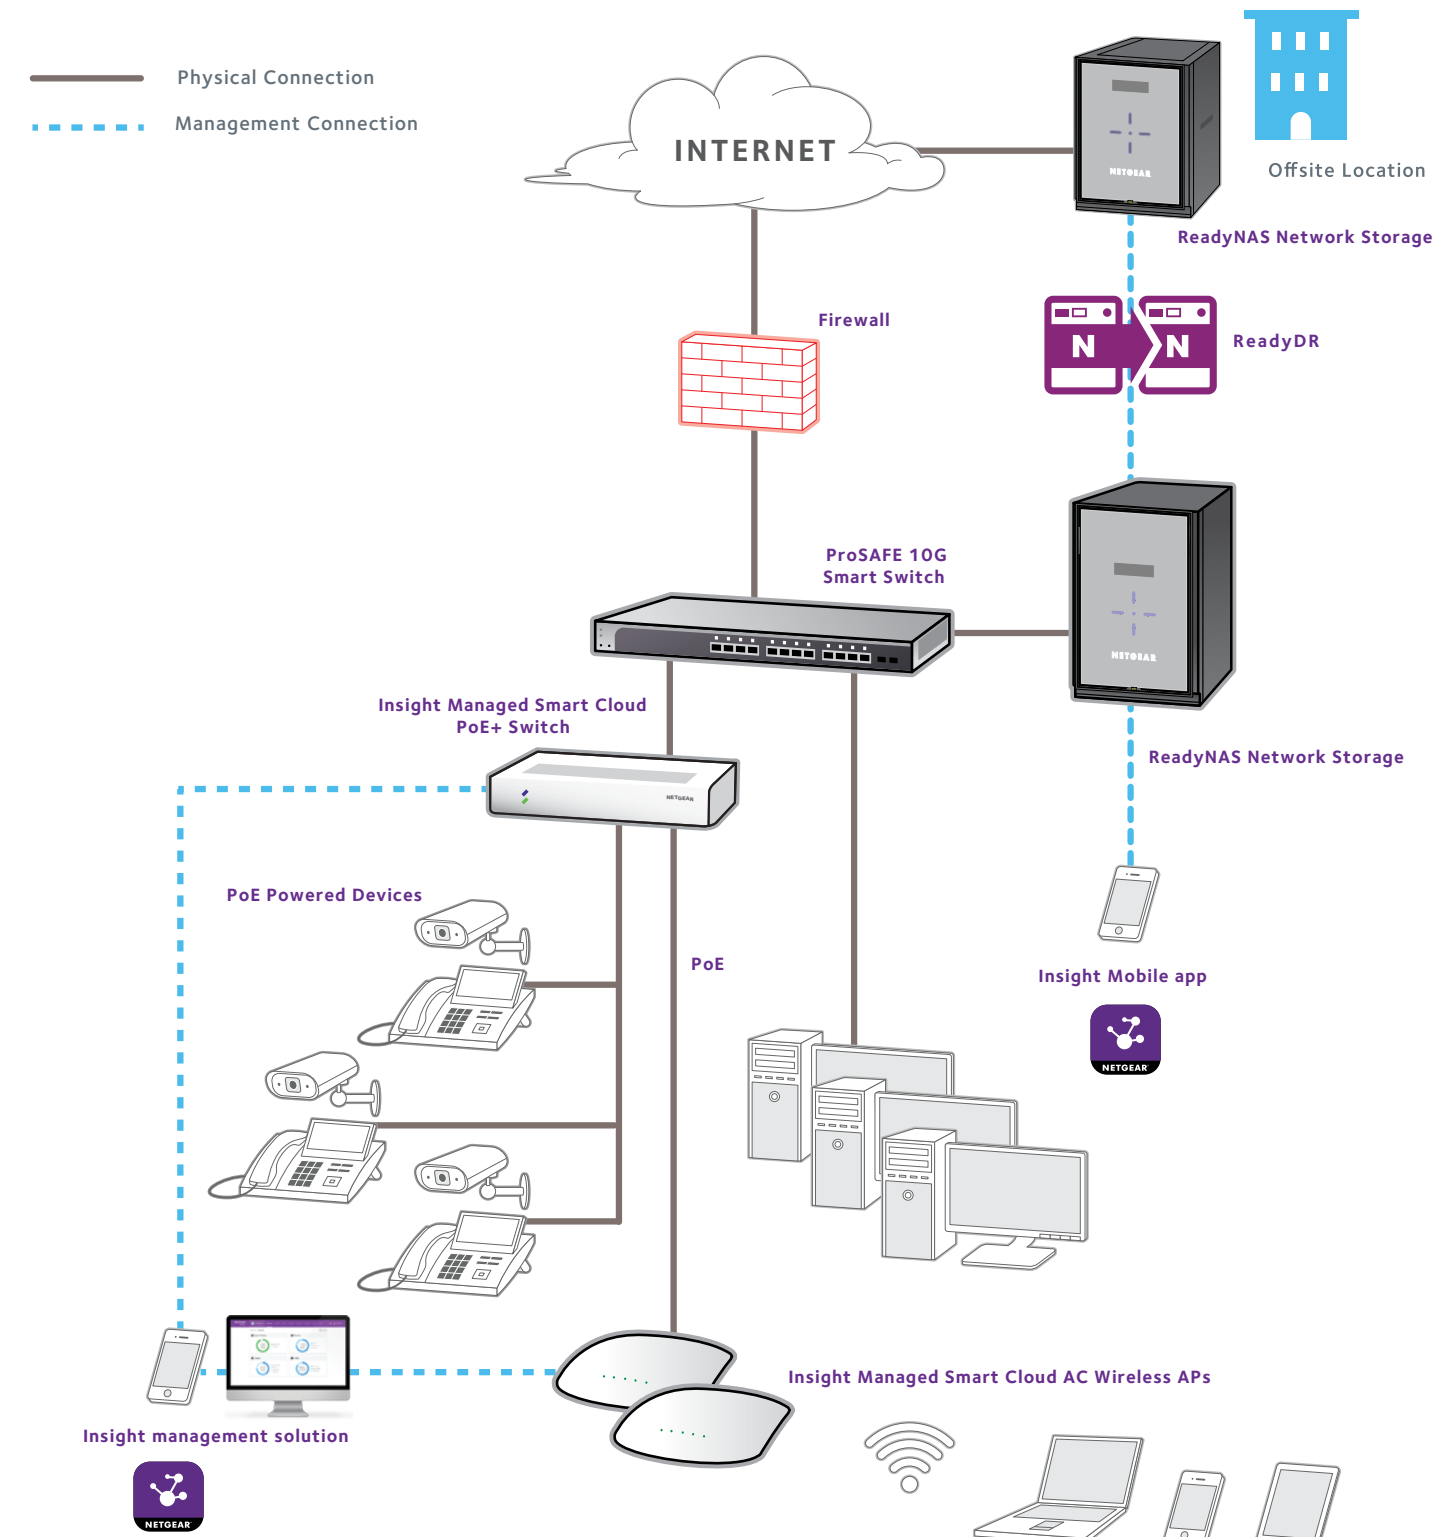 Physical Connection
Management Connection
INTERNET
NETGEAR
Offsite Location
ReadyNAS Network Storage
Firewall
N
N
ReadyDR
ProSAFE 10G
Smart Switch
NETGEAR
Insight Managed Smart Cloud
PoE+ Switch
NETGEAR
ReadyNAS Network Storage
PoE Powered Devices
PoE
Insight Mobile app
NETGEAR
Insight Managed Smart Cloud AC Wireless APs
Insight management solution
NETGEAR